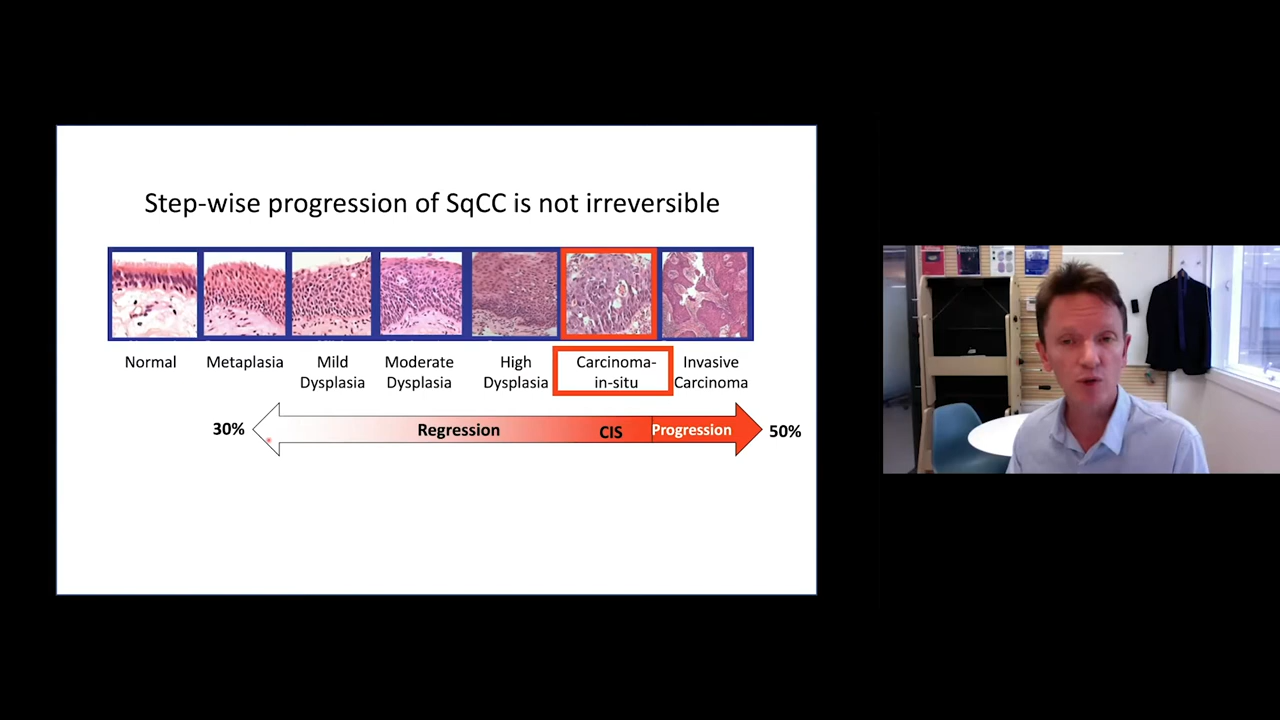 Step-wise progression of SqCC is not irreversible
Normal
Metaplasia
Mild
Dysplasia
Moderate
Dysplasia
High
Dysplasia
Carcinoma-
in-situ
Invasive
Carcinoma
30%
Regression
CIS
Progression
50%